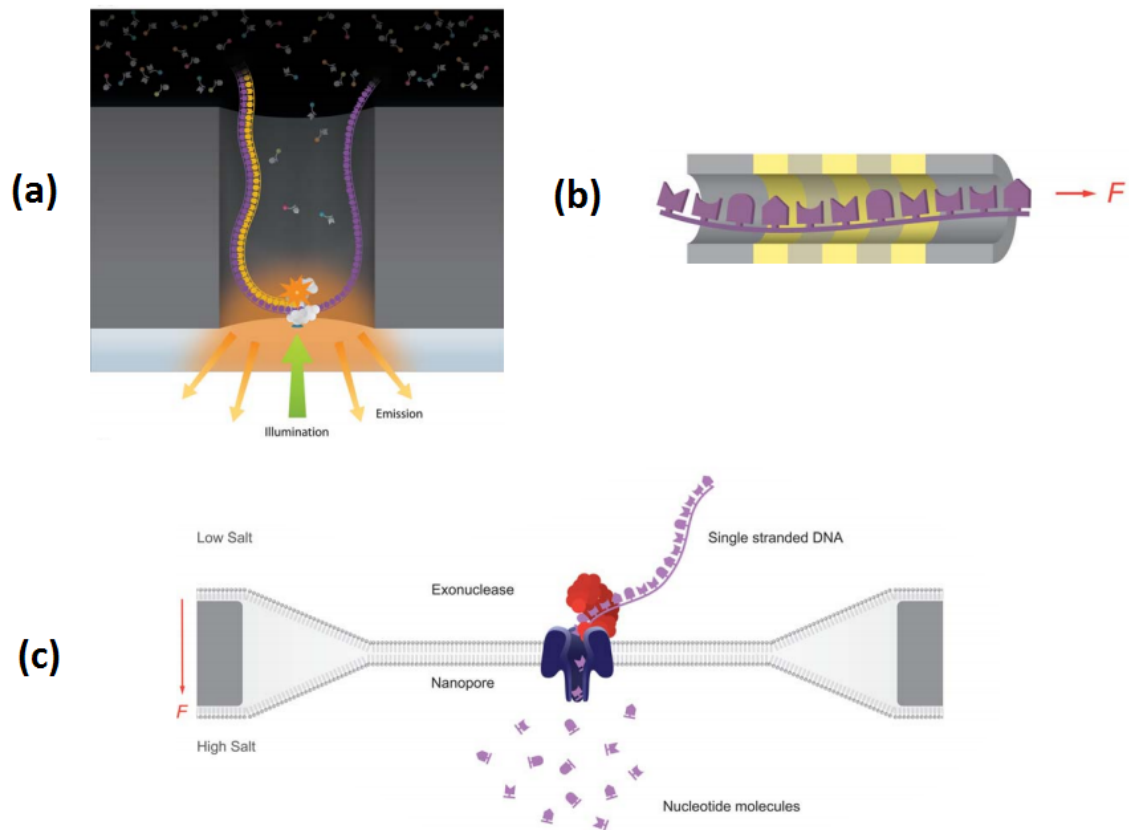 (a)
Emission
Illumination
(b)
F
(c)
Low Salt
Single stranded DNA
Exonuclease
Nanopore
F
High Salt
Nucleotide molecules